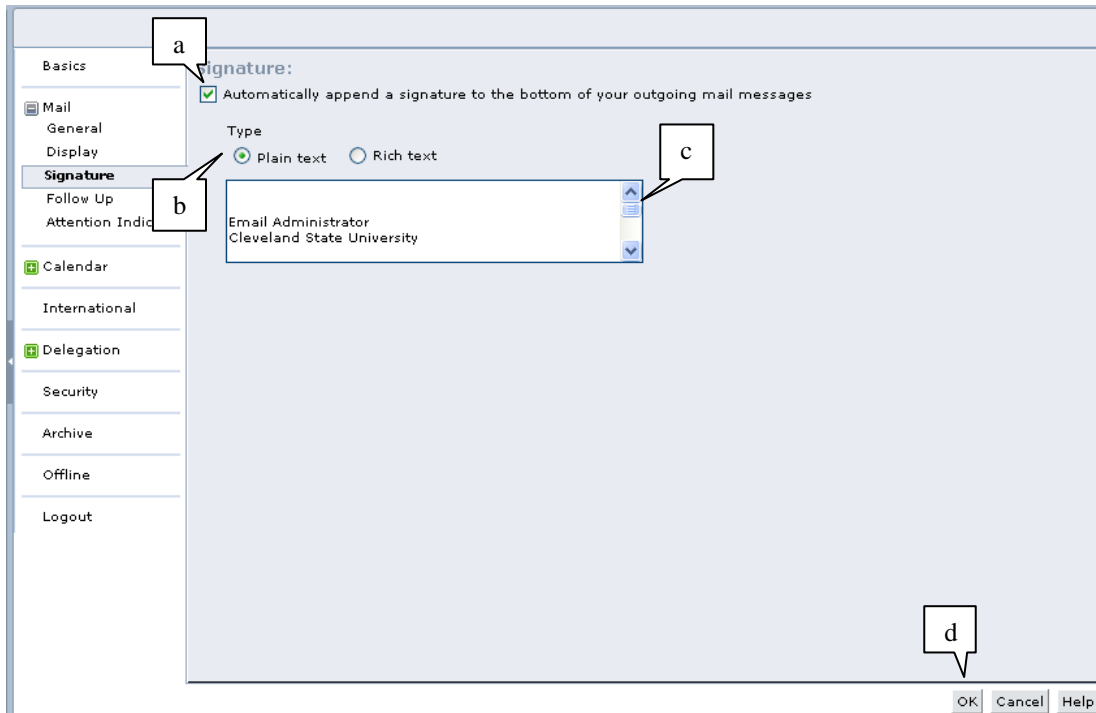 a
Basics
Signature:
Automatically append a signature to the bottom of your outgoing mail messages
Mail
General
Type
Display
Plain text
Rich text
c
Signature
b
Follow Up
Attention Indic
Email Administrator
Cleveland State University
Calendar
International
Delegation
Security
Archive
Offline
Logout
d
OK
Cancel
Help